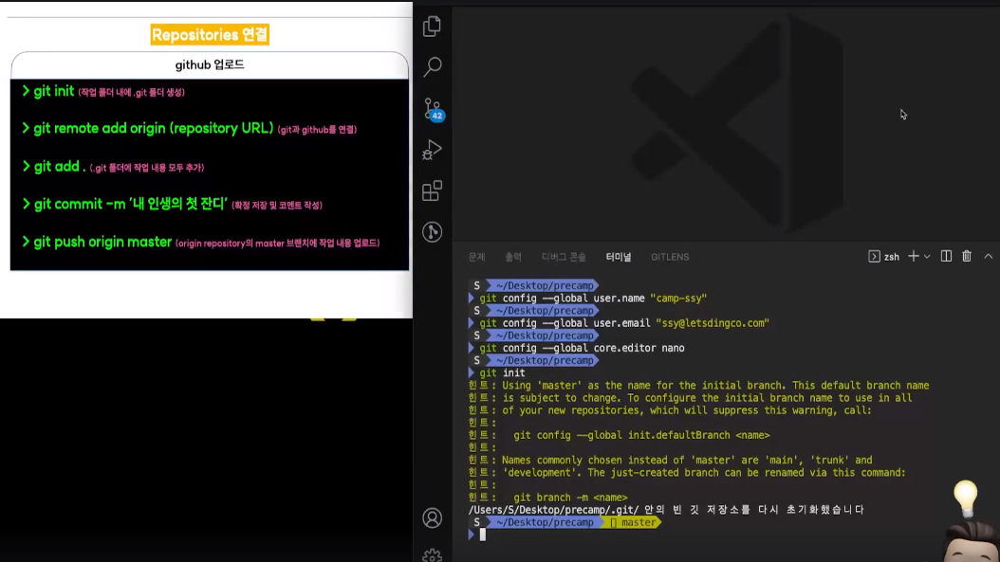 Repositories 연결
github 업로드
> git init (작업 폴더 내에 .git 폴더 생성)
> git remote add origin (repository URL) (git과 github를 연결)
> git add . (.git 폴더에 작업 내용 모두 추가)
> git commit -m '내 인생의 첫 잔디' (확정 저장 및 코멘트 작성)
> git push origin master (origin repository의 master 브랜치에 작업 내용 업로드)
42
문제 출력 디버그 콘솔 터미널 GITLENS
zsh
S ~/Desktop/precamp
git config --global user.name "camp-ssy"
S ~/Desktop/precamp
git config --global user.email "ssy@letsdingco.com"
S ~/Desktop/precamp
git config --global core.editor nano
S ~/Desktop/precamp
git init
힌트: Using 'master' as the name for the initial branch. This default branch name
힌트: is subject to change. To configure the initial branch name to use in all
힌트: of your new repositories, which will suppress this warning, call:
힌트:
힌트: git config --global init.defaultBranch <name>
힌트:
힌트: Names commonly chosen instead of 'master' are 'main', 'trunk' and
힌트: 'development'. The just-created branch can be renamed via this command:
힌트:
힌트: git branch -m <name>
/Users/S/Desktop/precamp/.git/ 안의 빈 깃 저장소를 다시 초기화했습니다
S ~/Desktop/precamp master